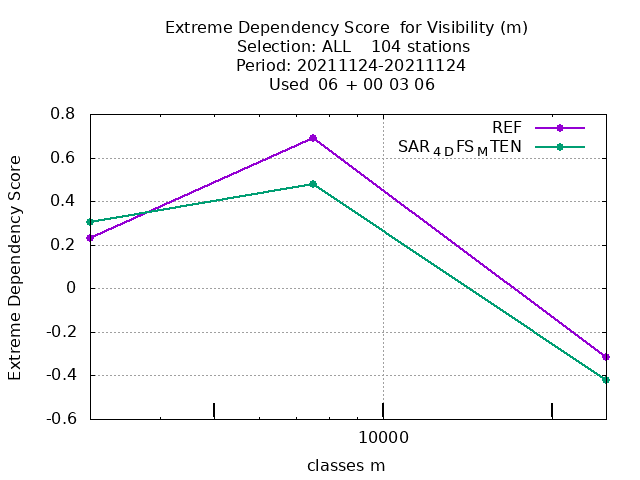 Extreme Dependency Score  for Visibility (m)
Selection: ALL    104 stations
Period: 20211124-20211124
Used  06 + 00 03 06
Extreme Dependency Score
0.8
0.6
0.4
0.2
0
-0.2
-0.4
-0.6
REF
SAR4DFSMTEN
10000
classes m